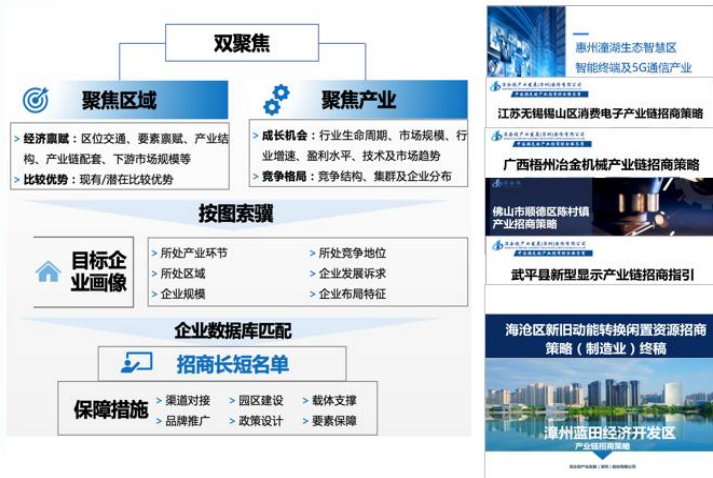 双聚焦
聚焦区域
> 经济禀赋：区位交通、要素禀赋、产业结
构、产业链配套、下游市场规模等
> 比较优势：现有/潜在比较优势
聚焦产业
> 成长机会：行业生命周期、市场规模、行
业增速、盈利水平、技术及市场趋势
> 竞争格局：竞争结构、集群及企业分布
按图索骥
目标企
业画像
> 所处产业环节
> 所处区域
> 企业规模
> 所处竞争地位
> 企业发展诉求
> 企业布局特征
企业数据库匹配
招商长短名单
保障措施
> 渠道对接
> 园区建设
> 载体支撑
> 品牌推广
> 政策设计
> 要素保障
惠州潼湖生态智慧区
智能终端及5G通信产业
江苏无锡锡山区消费电子产业链招商策略
广西梧州冶金机械产业链招商策略
佛山市顺德区陈村镇
产业招商策略
武平县新型显示产业链招商指引
海沧区新旧动能转换闲置资源招商
策略（制造业）终稿
漳州蓝田经济开发区
产业链招商策略